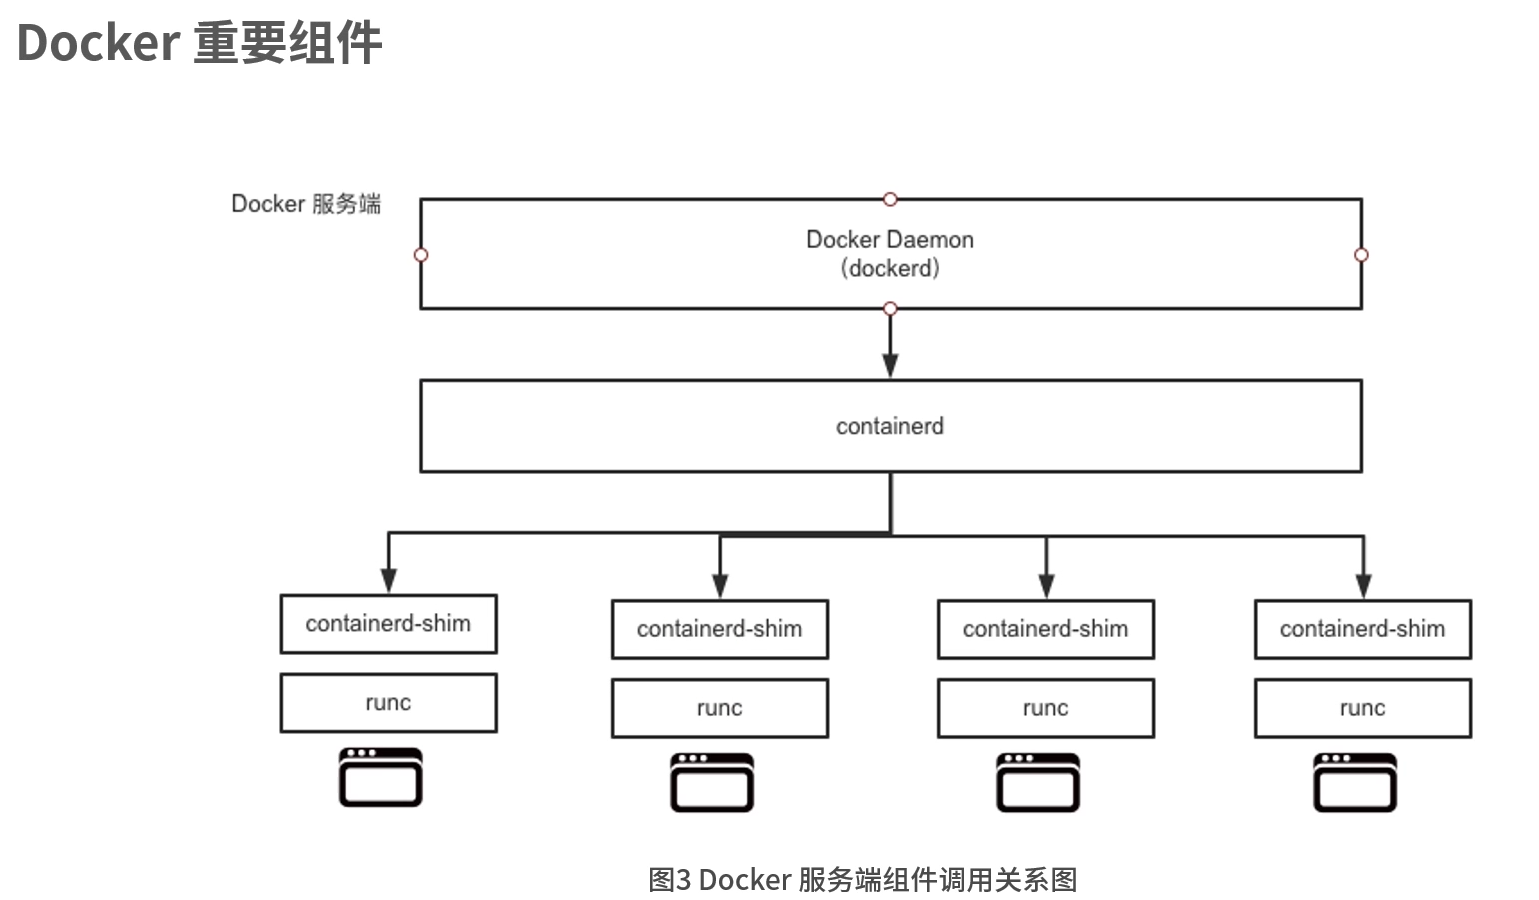 Docker 重要组件
Docker 服务端
Docker Daemon
（dockerd）
containerd
containerd-shim
containerd-shim
containerd-shim
containerd-shim
runc
runc
runc
runc
图3 Docker 服务端组件调用关系图